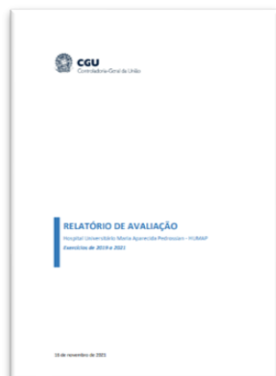 CGU
Controladoria-Geral da União
RELATÓRIO DE AVALIAÇÃO
Hospital Universitário Maria Aparecida Pedrossian - HUMAP
Exercícios de 2019 a 2021
de novembro de 2021